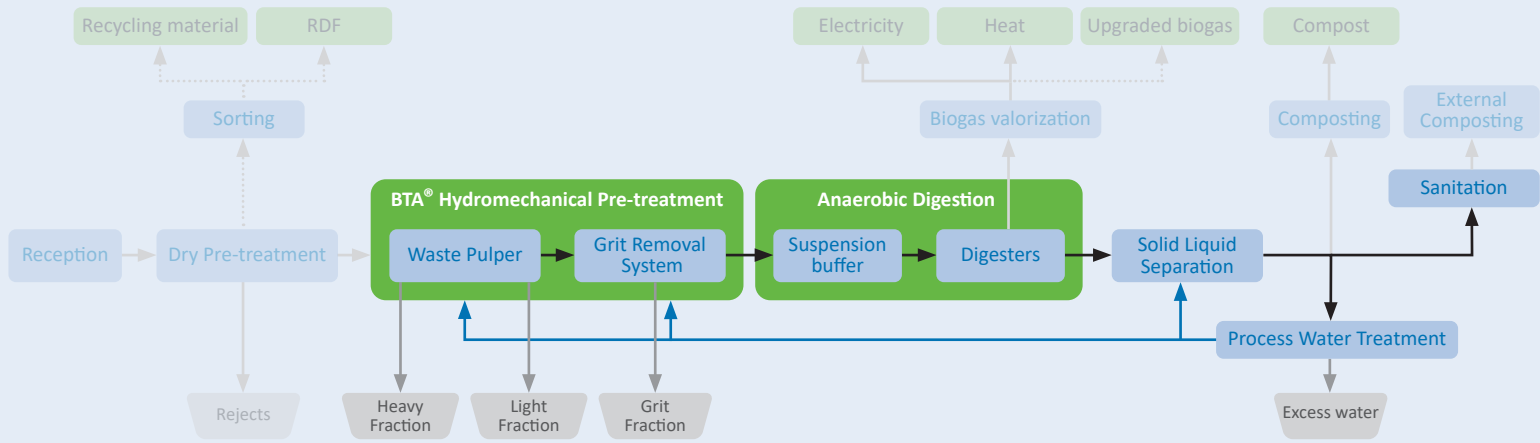 Recycling material
RDF
Electricity
Heat
Upgraded biogas
Compost
Sorting
Biogas valorization
Composting
External
Composting
BTA® Hydromechanical Pre-treatment
Anaerobic Digestion
Sanitation
Reception
Dry Pre-treatment
Waste Pulper
Grit Removal
System
Suspension
buffer
Digesters
Solid Liquid
Separation
Process Water Treatment
Rejects
Heavy
Fraction
Light
Fraction
Grit
Fraction
Excess water